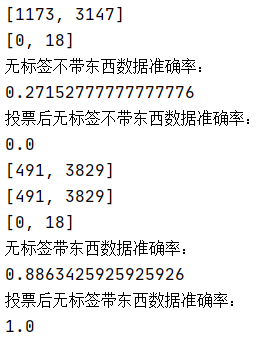 [1173, 3147]
[0, 18]
无标签不带东西数据准确率：
0.27152777777777776
投票后无标签不带东西数据准确率：
0.0
[491, 3829]
[491, 3829]
[0, 18]
无标签带东西数据准确率：
0.8863425925925926
投票后无标签带东西数据准确率：
1.0